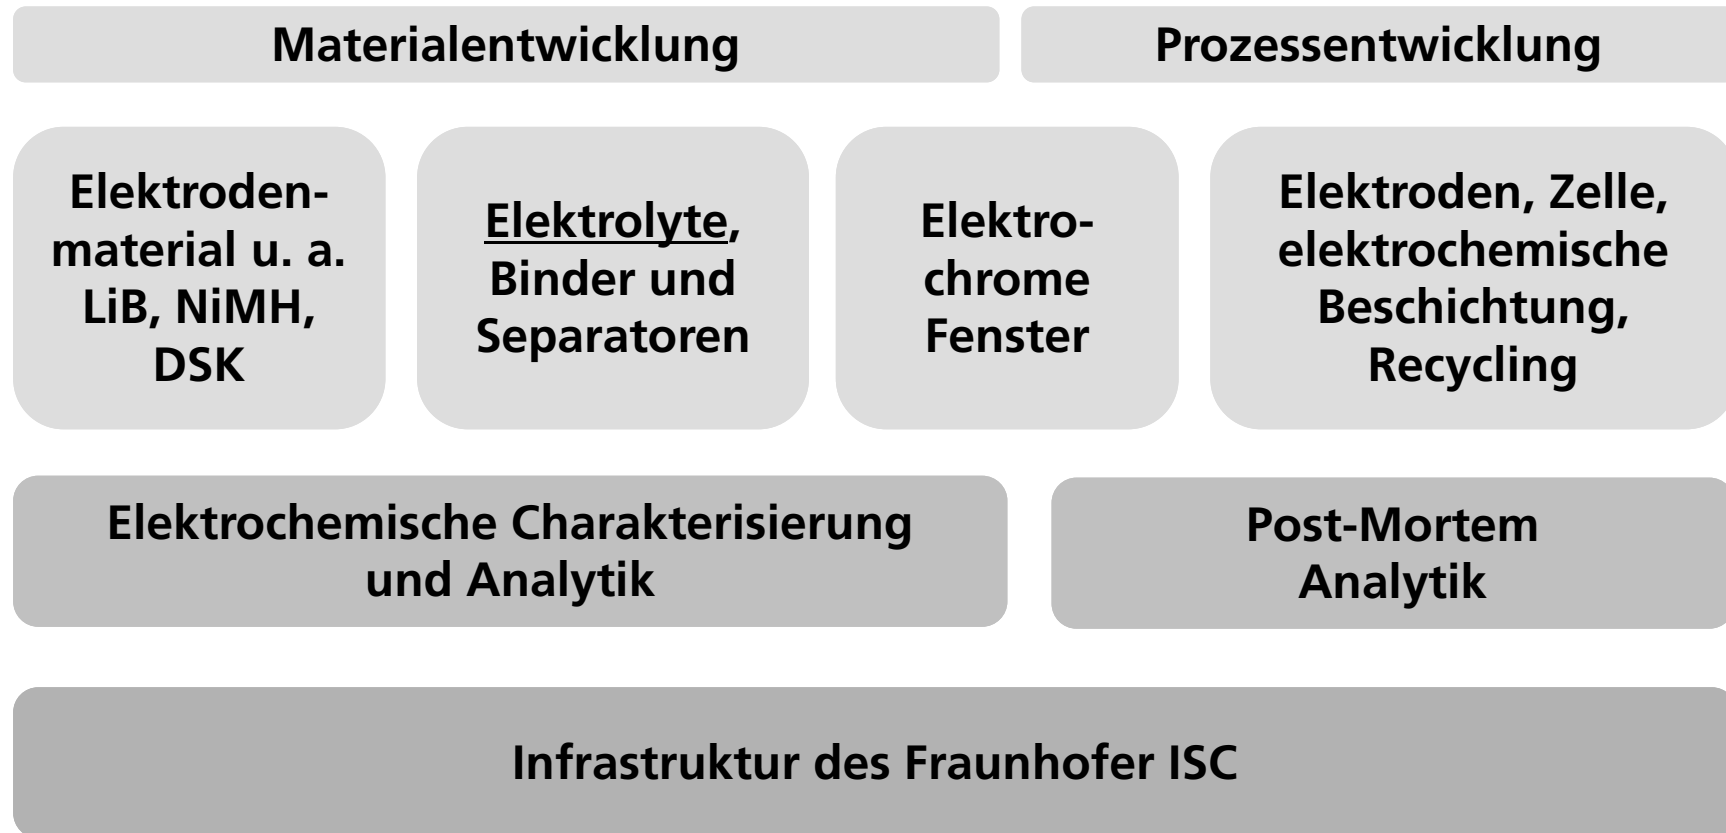 Materialentwicklung
Prozessentwicklung
Elektroden-
material u. a.
LiB, NiMH,
DSK
Elektrolyte,
Binder und
Separatoren
Elektro-
chrome
Fenster
Elektroden, Zelle,
elektrochemische
Beschichtung,
Recycling
Elektrochemische Charakterisierung
und Analytik
Post-Mortem
Analytik
Infrastruktur des Fraunhofer ISC